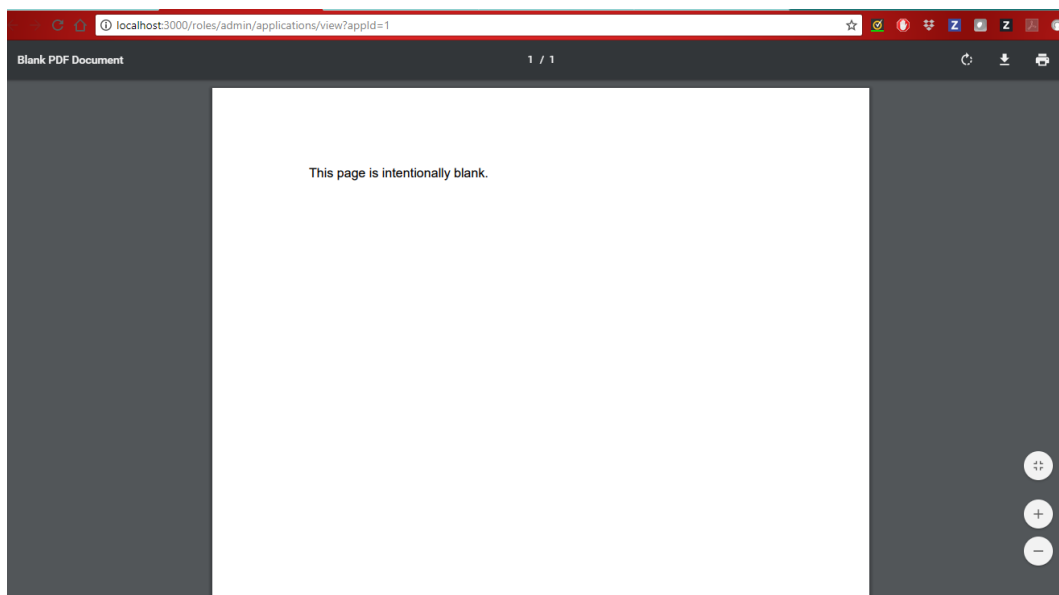 localhost:3000/roles/admin/applications/view?appId=1
Z
Z
Blank PDF Document
1 / 1
This page is intentionally blank.